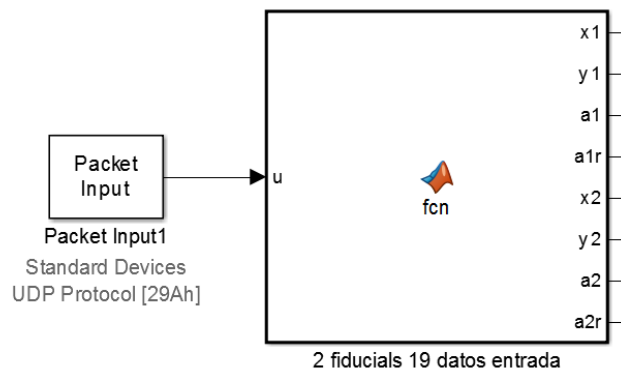 Packet
Input
Packet Input1
Standard Devices
UDP Protocol [29Ah]
u
fcn
x1
y1
a1
a1r
x2
y2
a2
a2r
2 fiducials 19 datos entrada